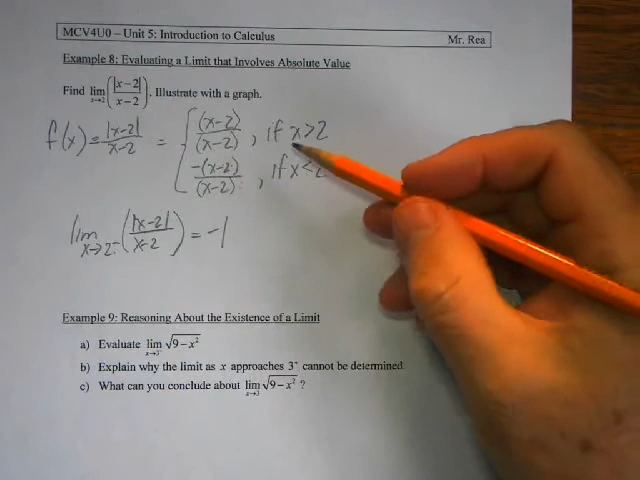 MCV4U0 – Unit 5: Introduction to Calculus Mr. Rea
Example 8: Evaluating a Limit that Involves Absolute Value
Find lim x→2 (|x−2| / x−2). Illustrate with a graph.
f(x) = |x−2| / x−2 = { (x−2) / (x−2) , if x>2
−(x−2) / (x−2) , if x<2
lim x→2⁻ (|x−2| / x−2) = −1
Example 9: Reasoning About the Existence of a Limit
a) Evaluate lim x→3⁻ √9−x²
b) Explain why the limit as x approaches 3⁺ cannot be determined
c) What can you conclude about lim x→3 √9−x² ?